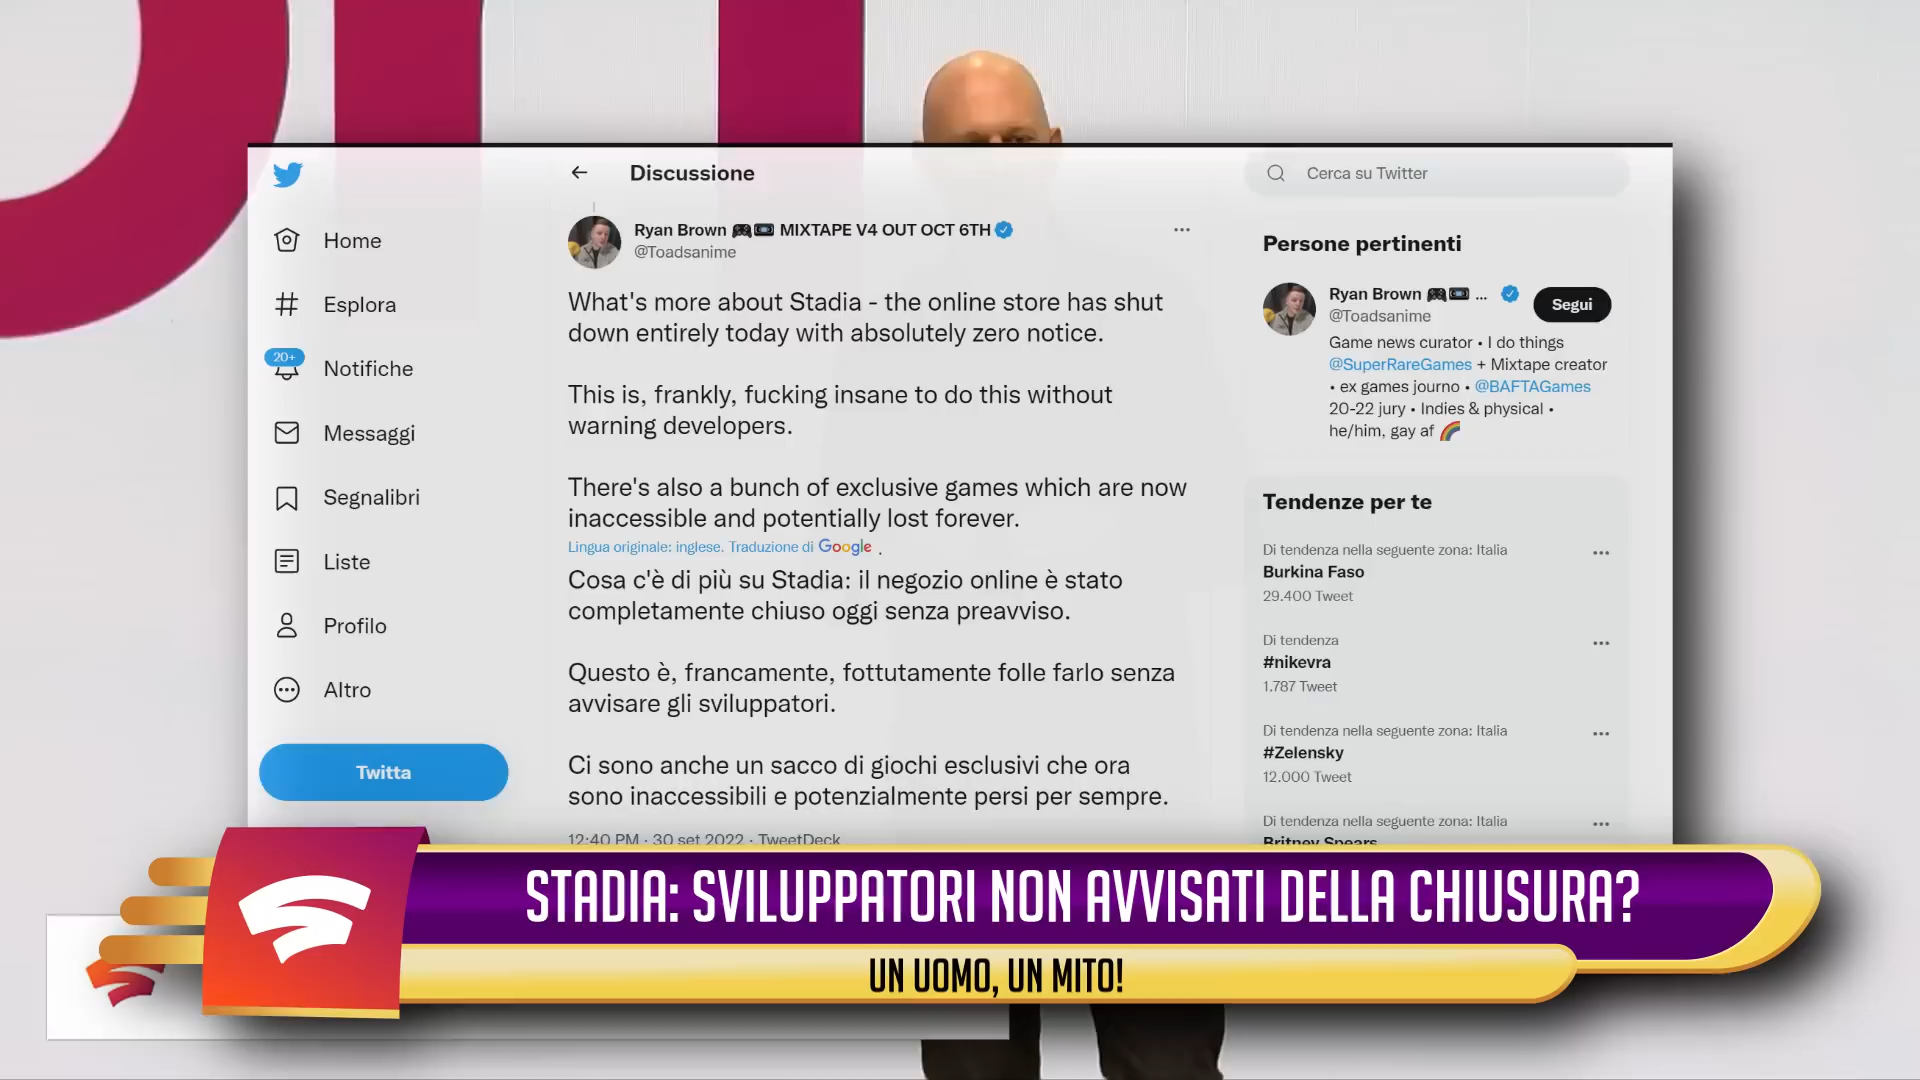 Discussione
Cerca su Twitter
Home
Esplora
20+
Notifiche
Messaggi
Segnalibri
Liste
Profilo
Altro
Twitta
Ryan Brown 🎮📼 MIXTAPE V4 OUT OCT 6TH
@Toadsanime
What's more about Stadia - the online store has shut
down entirely today with absolutely zero notice.
This is, frankly, fucking insane to do this without
warning developers.
There's also a bunch of exclusive games which are now
inaccessible and potentially lost forever.
Lingua originale: inglese. Traduzione di Google .
Cosa c'è di più su Stadia: il negozio online è stato
completamente chiuso oggi senza preavviso.
Questo è, francamente, fottutamente folle farlo senza
avvisare gli sviluppatori.
Ci sono anche un sacco di giochi esclusivi che ora
sono inaccessibili e potenzialmente persi per sempre.
12:40 PM · 30 set 2022 · TweetDeck
Persone pertinenti
Ryan Brown 🎮📼 ...
@Toadsanime
Segui
Game news curator • I do things
@SuperRareGames + Mixtape creator
• ex games journo • @BAFTAGames
20-22 jury • Indies & physical •
he/him, gay af 🌈
Tendenze per te
Di tendenza nella seguente zona: Italia
Burkina Faso
29.400 Tweet
Di tendenza
#nikevra
1.787 Tweet
Di tendenza nella seguente zona: Italia
#Zelensky
12.000 Tweet
Di tendenza nella seguente zona: Italia
Britney Spears
STADIA: SVILUPPATORI NON AVVISATI DELLA CHIUSURA?
UN UOMO, UN MITO!